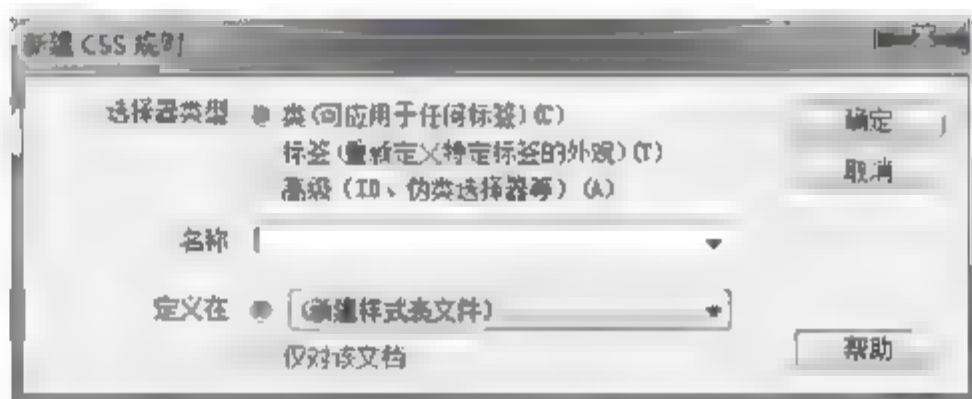 新建 CSS 规则
选择器类型 类(可应用于任何标签)(C)
确定
标签(重新定义特定标签的外观)(T)
取消
高级(ID、伪类选择器等)(A)
名称
定义在 (新建样式表文件)
仅对该文档
帮助